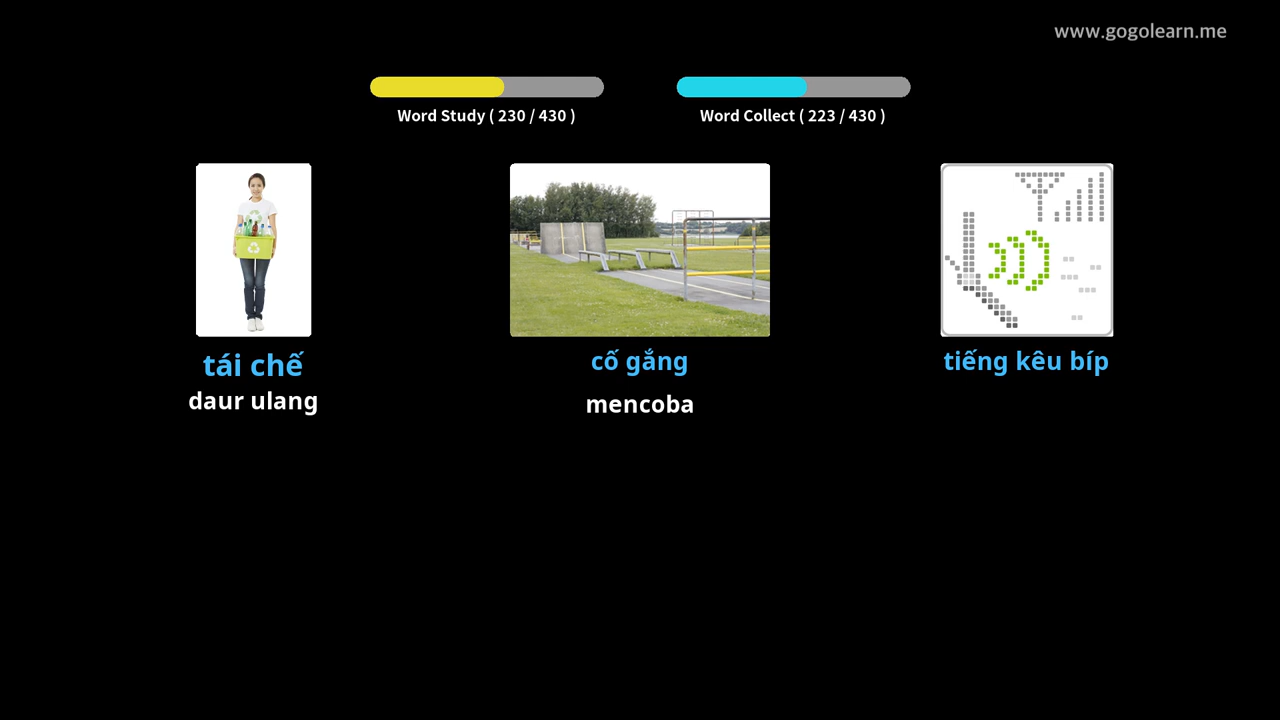 www.gogolearn.me
Word Study ( 230 / 430 )
Word Collect ( 223 / 430 )
tái chế
daur ulang
cố gắng
mencoba
tiếng kêu bíp